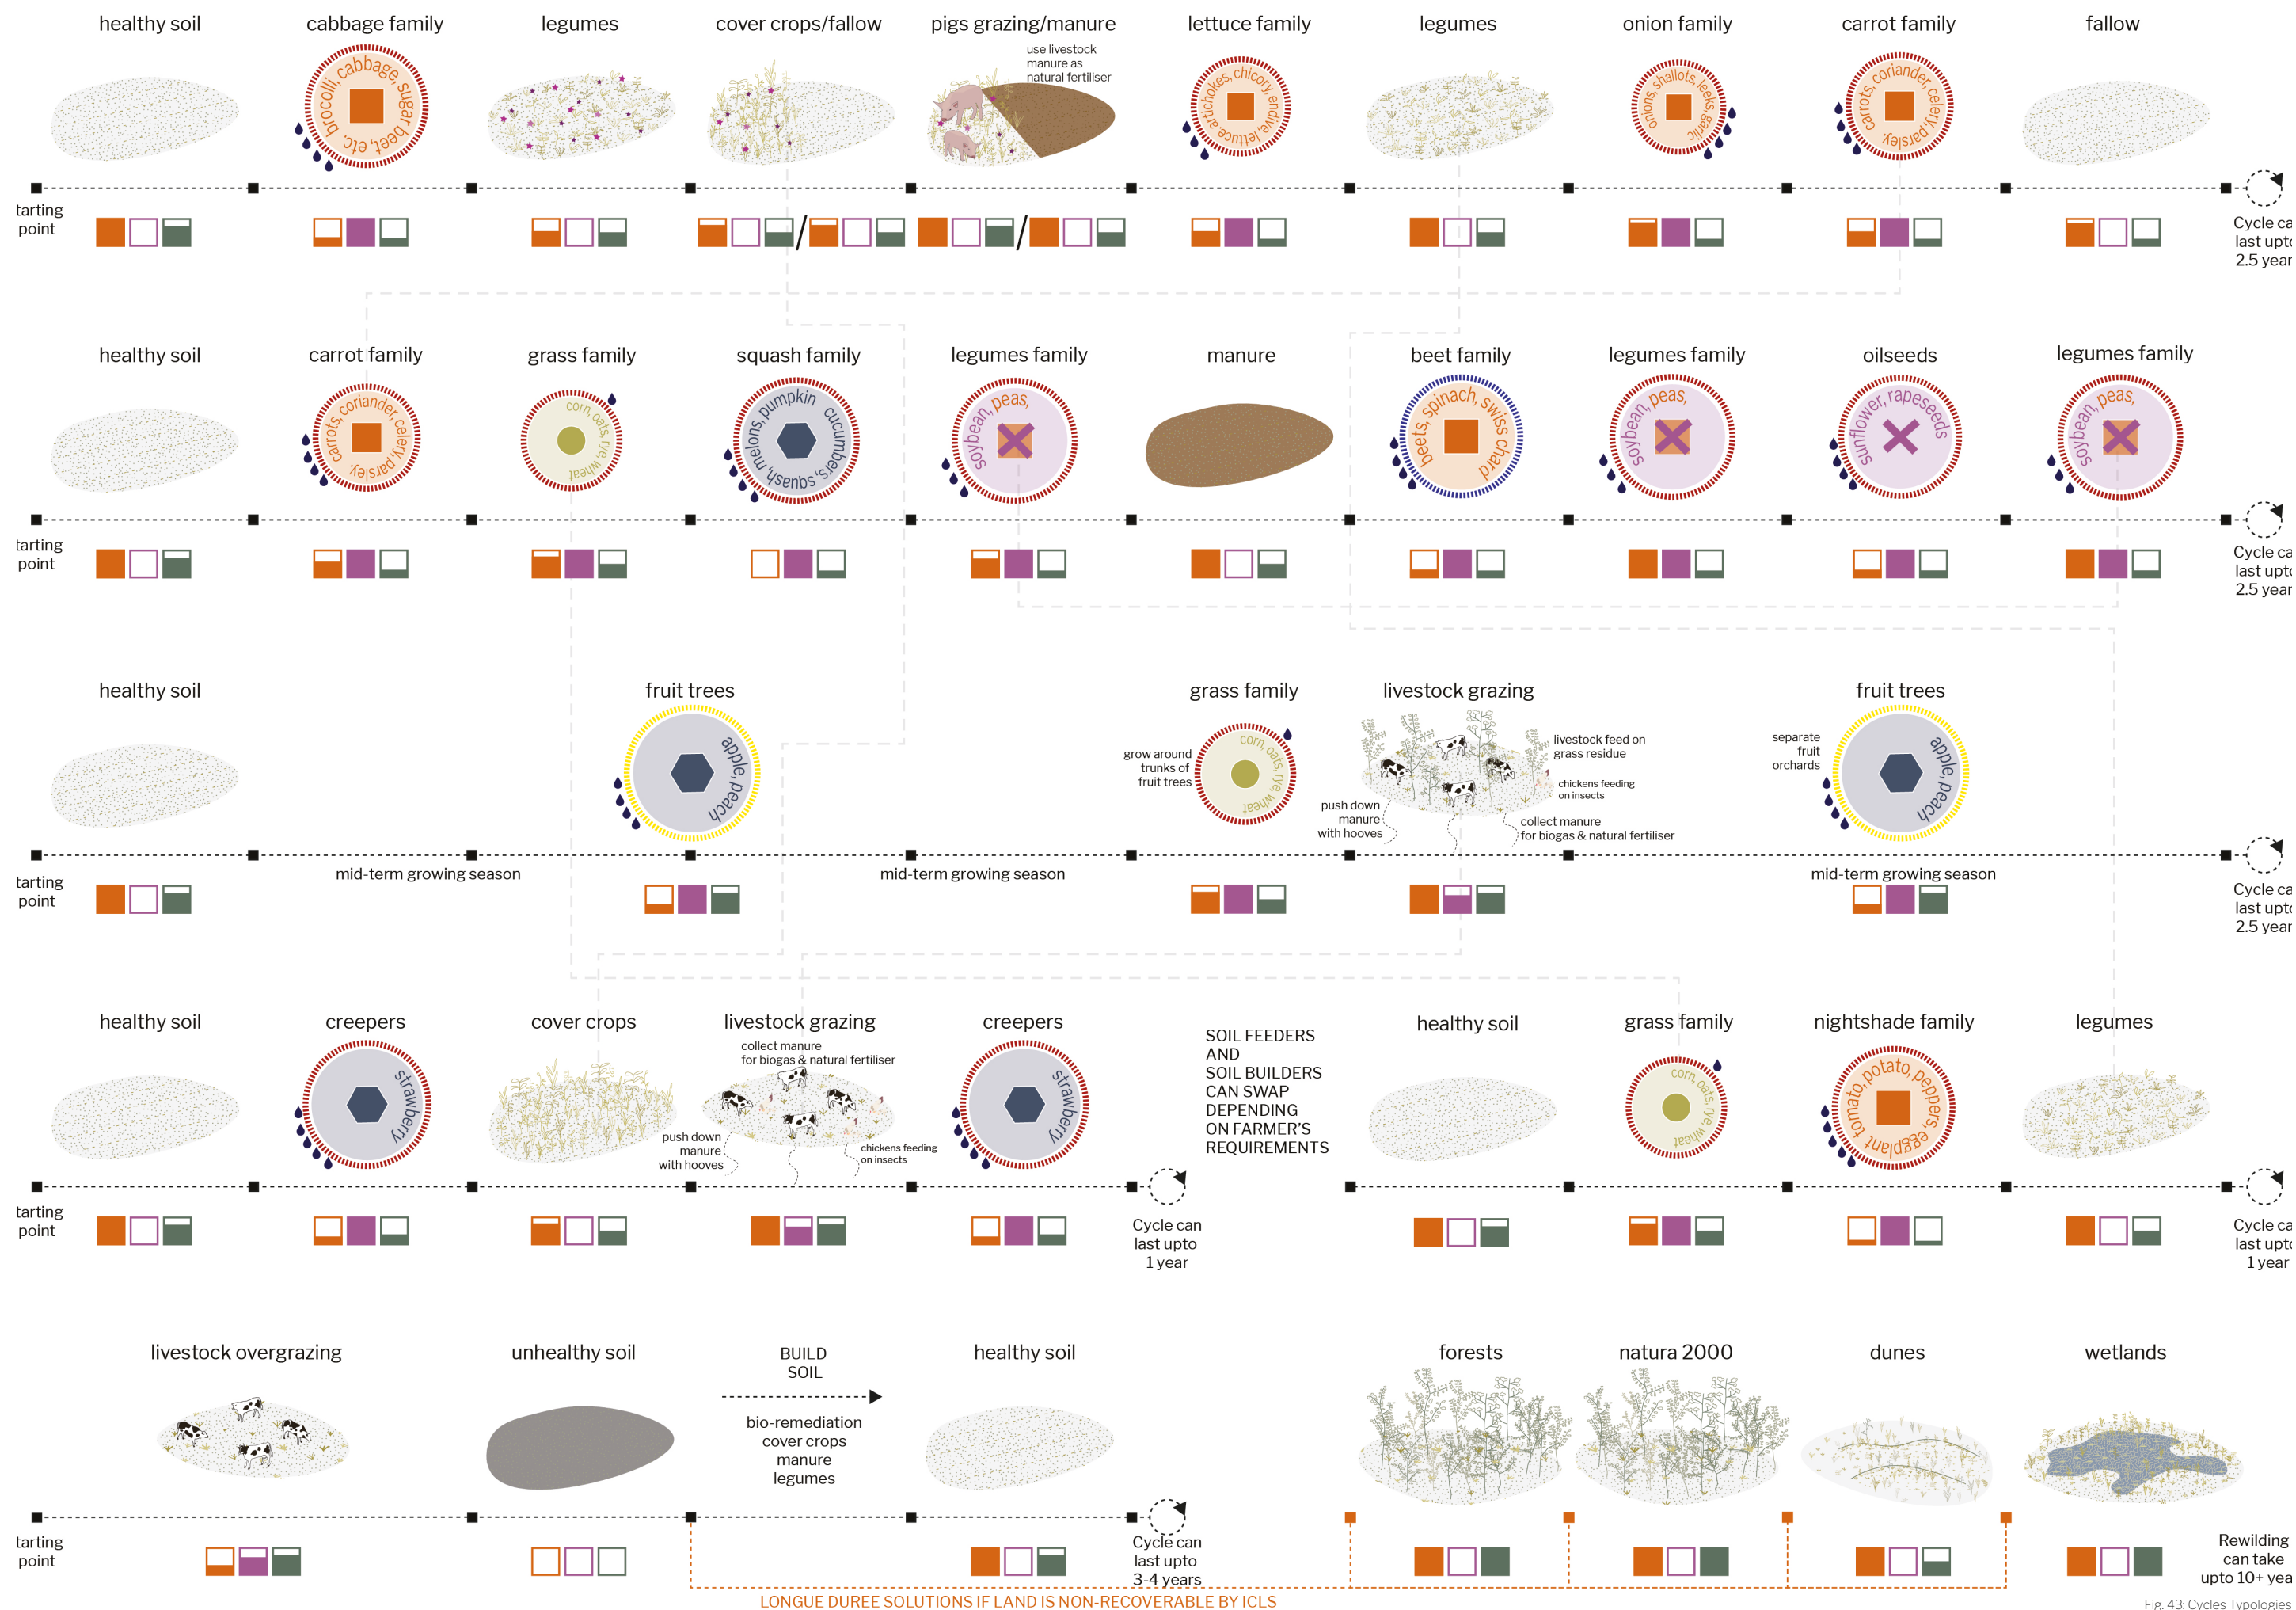 healthy soil
cabbage family
legumes
cover crops/fallow
pigs grazing/manure
lettuce family
legumes
onion family
carrot family
fallow
use livestock
manure as
natural fertiliser
brocolli, cabbage, sugar beet, etc.
artichokes, chicory, endive, lettuce
onions, shallots, leeks, garlic
carrots, coriander, celery, parsley,
tarting
point
/
/
Cycle ca
last upto
2.5 year
healthy soil
carrot family
grass family
squash family
legumes family
manure
beet family
legumes family
oilseeds
legumes family
carrots, coriander, celery, parsley,
corn, oats, rye, wheat
squash, melons, pumpkin cucumbers,
soybean, peas,
beets, spinach, swiss chard
soybean, peas,
sunflower, rapeseeds
soybean, peas,
tarting
point
Cycle ca
last upto
2.5 year
healthy soil
fruit trees
grass family
livestock grazing
fruit trees
apple, peach
grow around
trunks of
fruit trees
corn, oats, rye, wheat
livestock feed on
grass residue
chickens feeding
on insects
push down
manure
with hooves
collect manure
for biogas & natural fertiliser
separate
fruit
orchards
apple, peach
tarting
point
mid-term growing season
mid-term growing season
mid-term growing season
Cycle ca
last upto
2.5 year
healthy soil
creepers
cover crops
livestock grazing
creepers
strawberry
collect manure
for biogas & natural fertiliser
push down
manure
with hooves
chickens feeding
on insects
strawberry
tarting
point
Cycle can
last upto
1 year
SOIL FEEDERS
AND
SOIL BUILDERS
CAN SWAP
DEPENDING
ON FARMER'S
REQUIREMENTS
healthy soil
grass family
nightshade family
legumes
corn, oats, rye, wheat
tomato, potato, peppers, eggplant
Cycle ca
last upto
1 year
livestock overgrazing
unhealthy soil
BUILD
SOIL
bio-remediation
cover crops
manure
legumes
healthy soil
tarting
point
Cycle can
last upto
3-4 years
forests
natura 2000
dunes
wetlands
Rewilding
can take
upto 10+ yea
LONGUE DUREE SOLUTIONS IF LAND IS NON-RECOVERABLE BY ICLS
Fig. 43: Cycles Typologies